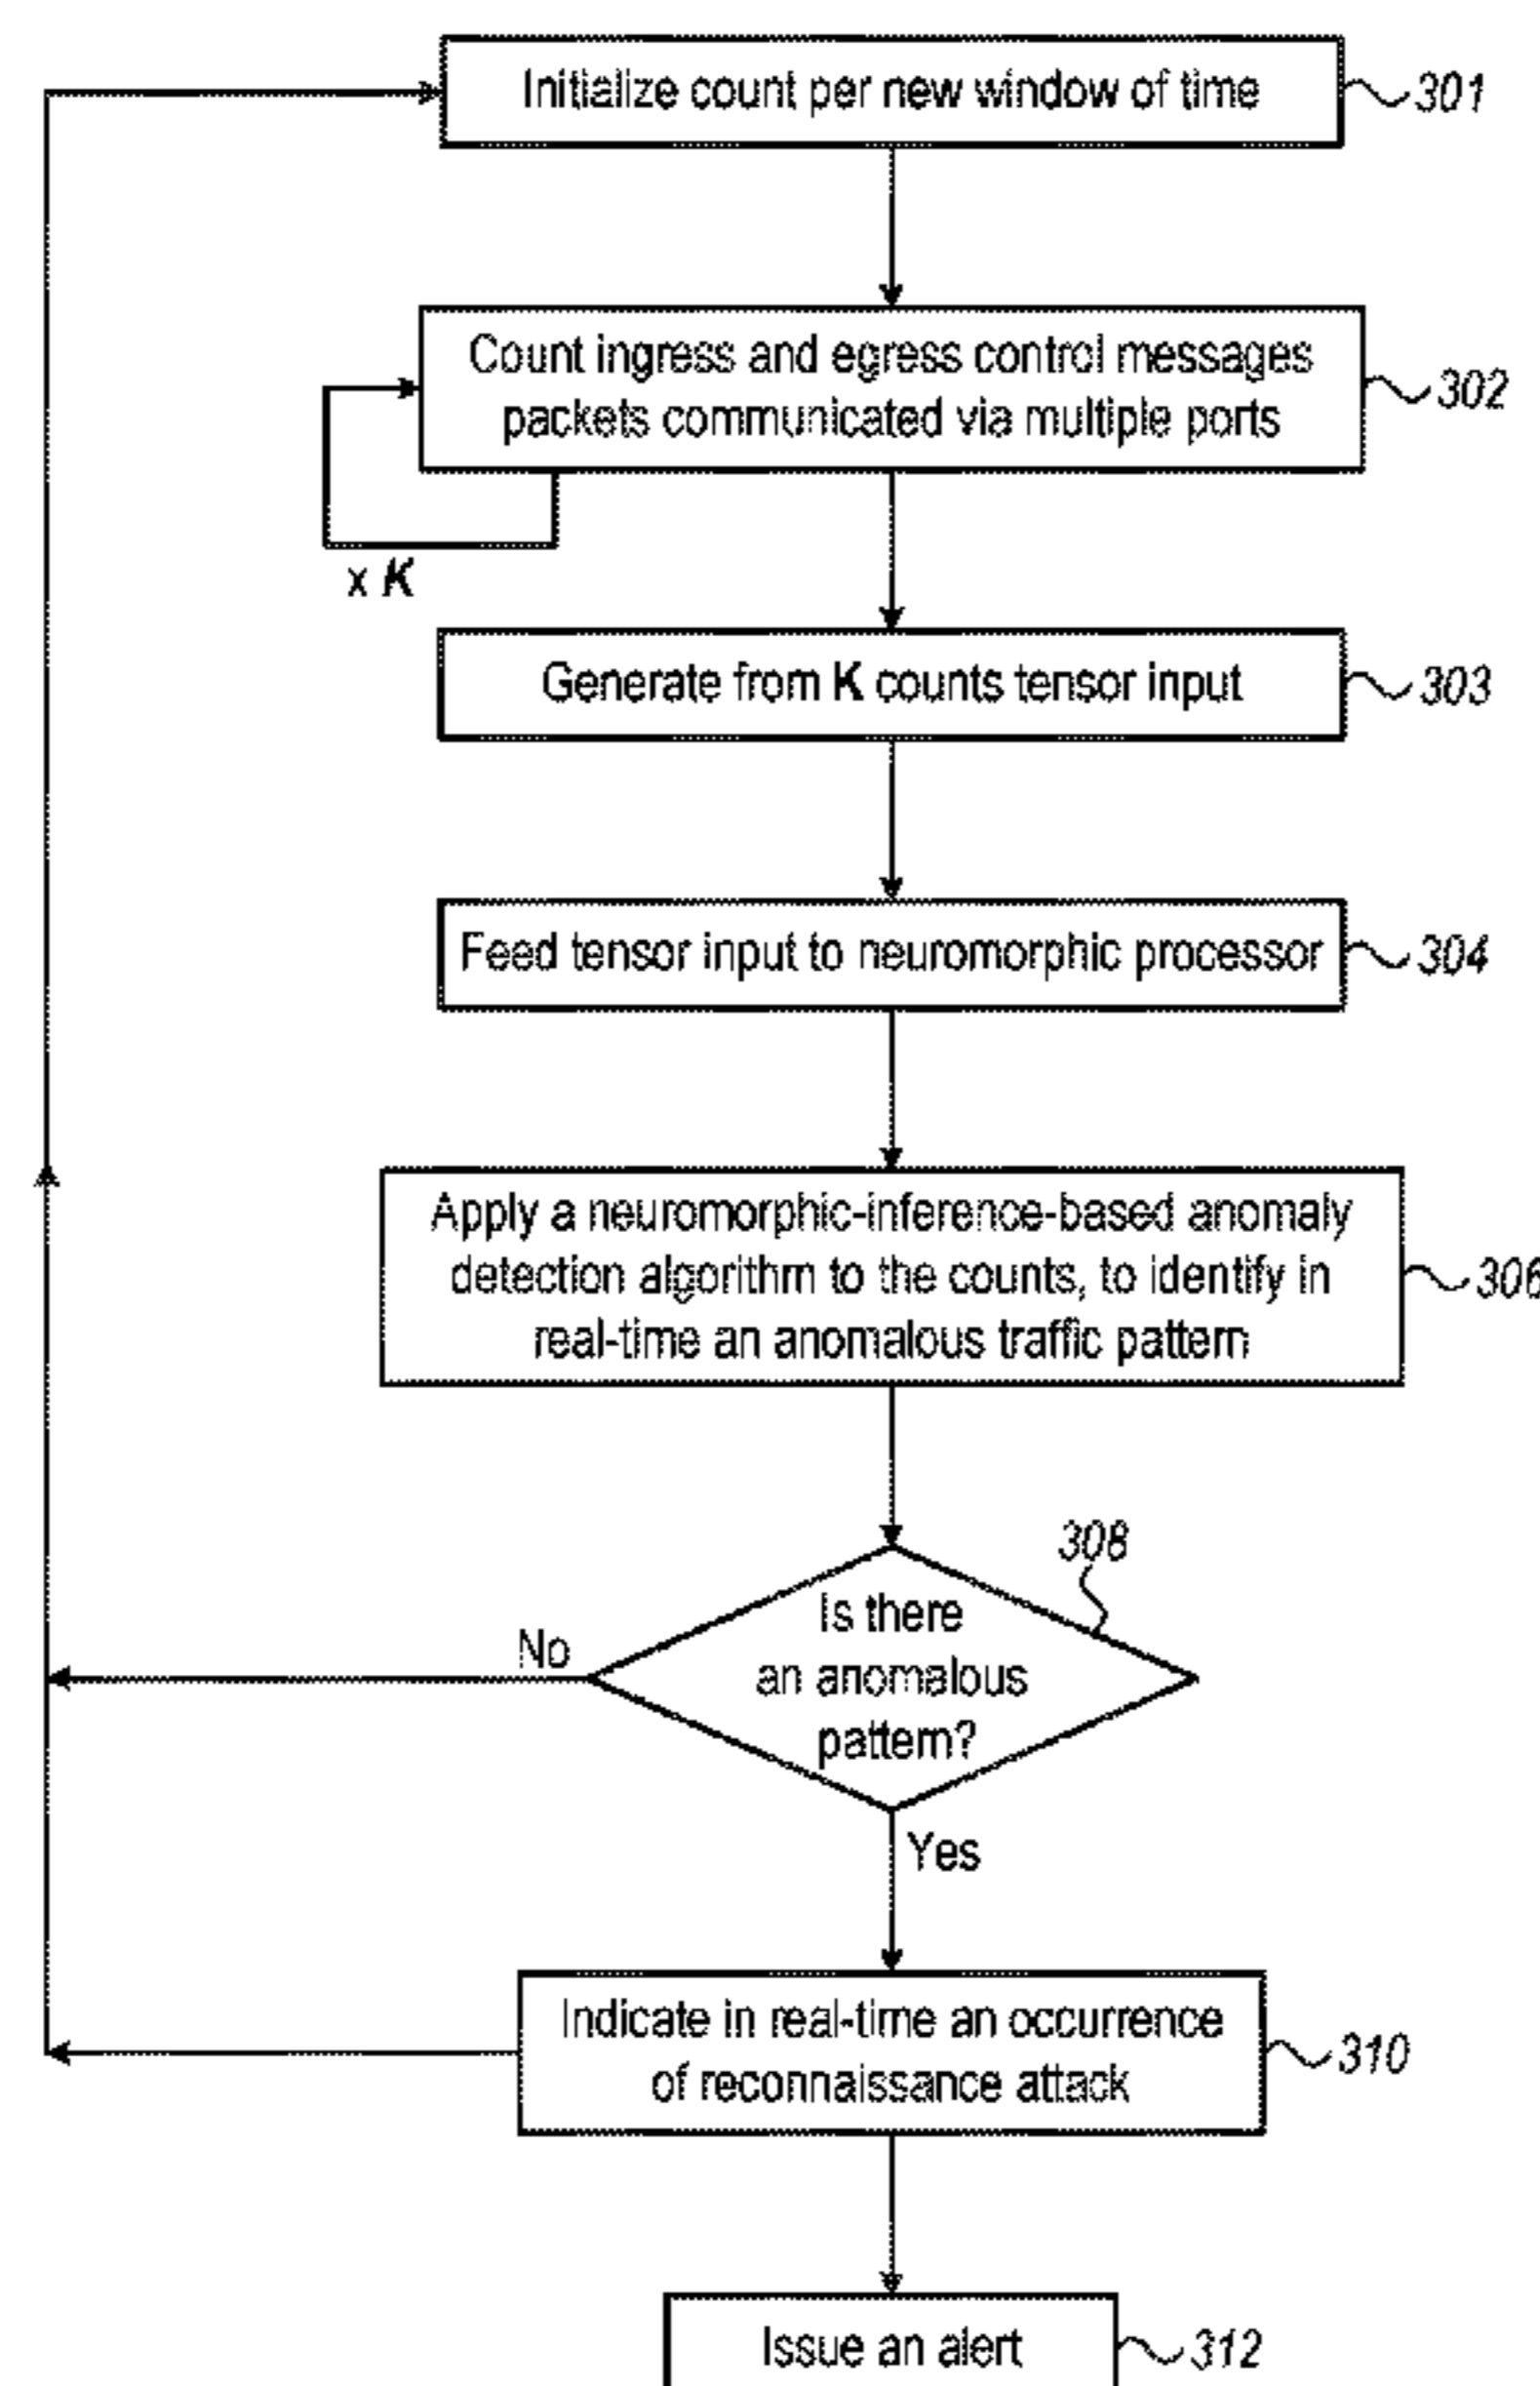 Initialize count per new window of time
301
Count ingress and egress control messages
packets communicated via multiple ports
302
x K
Generate from K counts tensor input
303
Feed tensor input to neuromorphic processor
304
Apply a neuromorphic-inference-based anomaly
detection algorithm to the counts, to identify in
real-time an anomalous traffic pattern
306
308
Is there
an anomalous
pattern?
No
Yes
Indicate in real-time an occurrence
of reconnaissance attack
310
Issue an alert
312